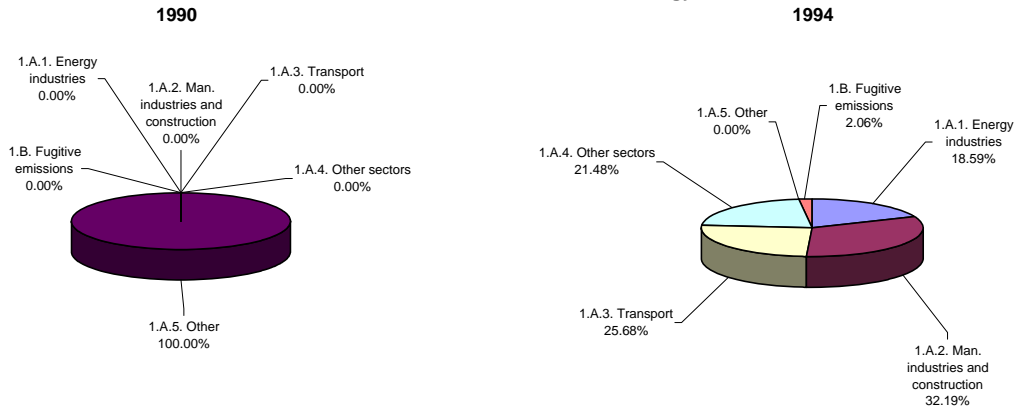 1990
1.A.1. Energy
industries
0.00%
1.A.2. Man.
industries and
construction
0.00%
1.A.3. Transport
0.00%
1.B. Fugitive
emissions
0.00%
1.A.4. Other sectors
0.00%
1.A.5. Other
100.00%
1994
1.A.5. Other
0.00%
1.B. Fugitive
emissions
2.06%
1.A.1. Energy
industries
18.59%
1.A.4. Other sectors
21.48%
1.A.3. Transport
25.68%
1.A.2. Man.
industries and
construction
32.19%